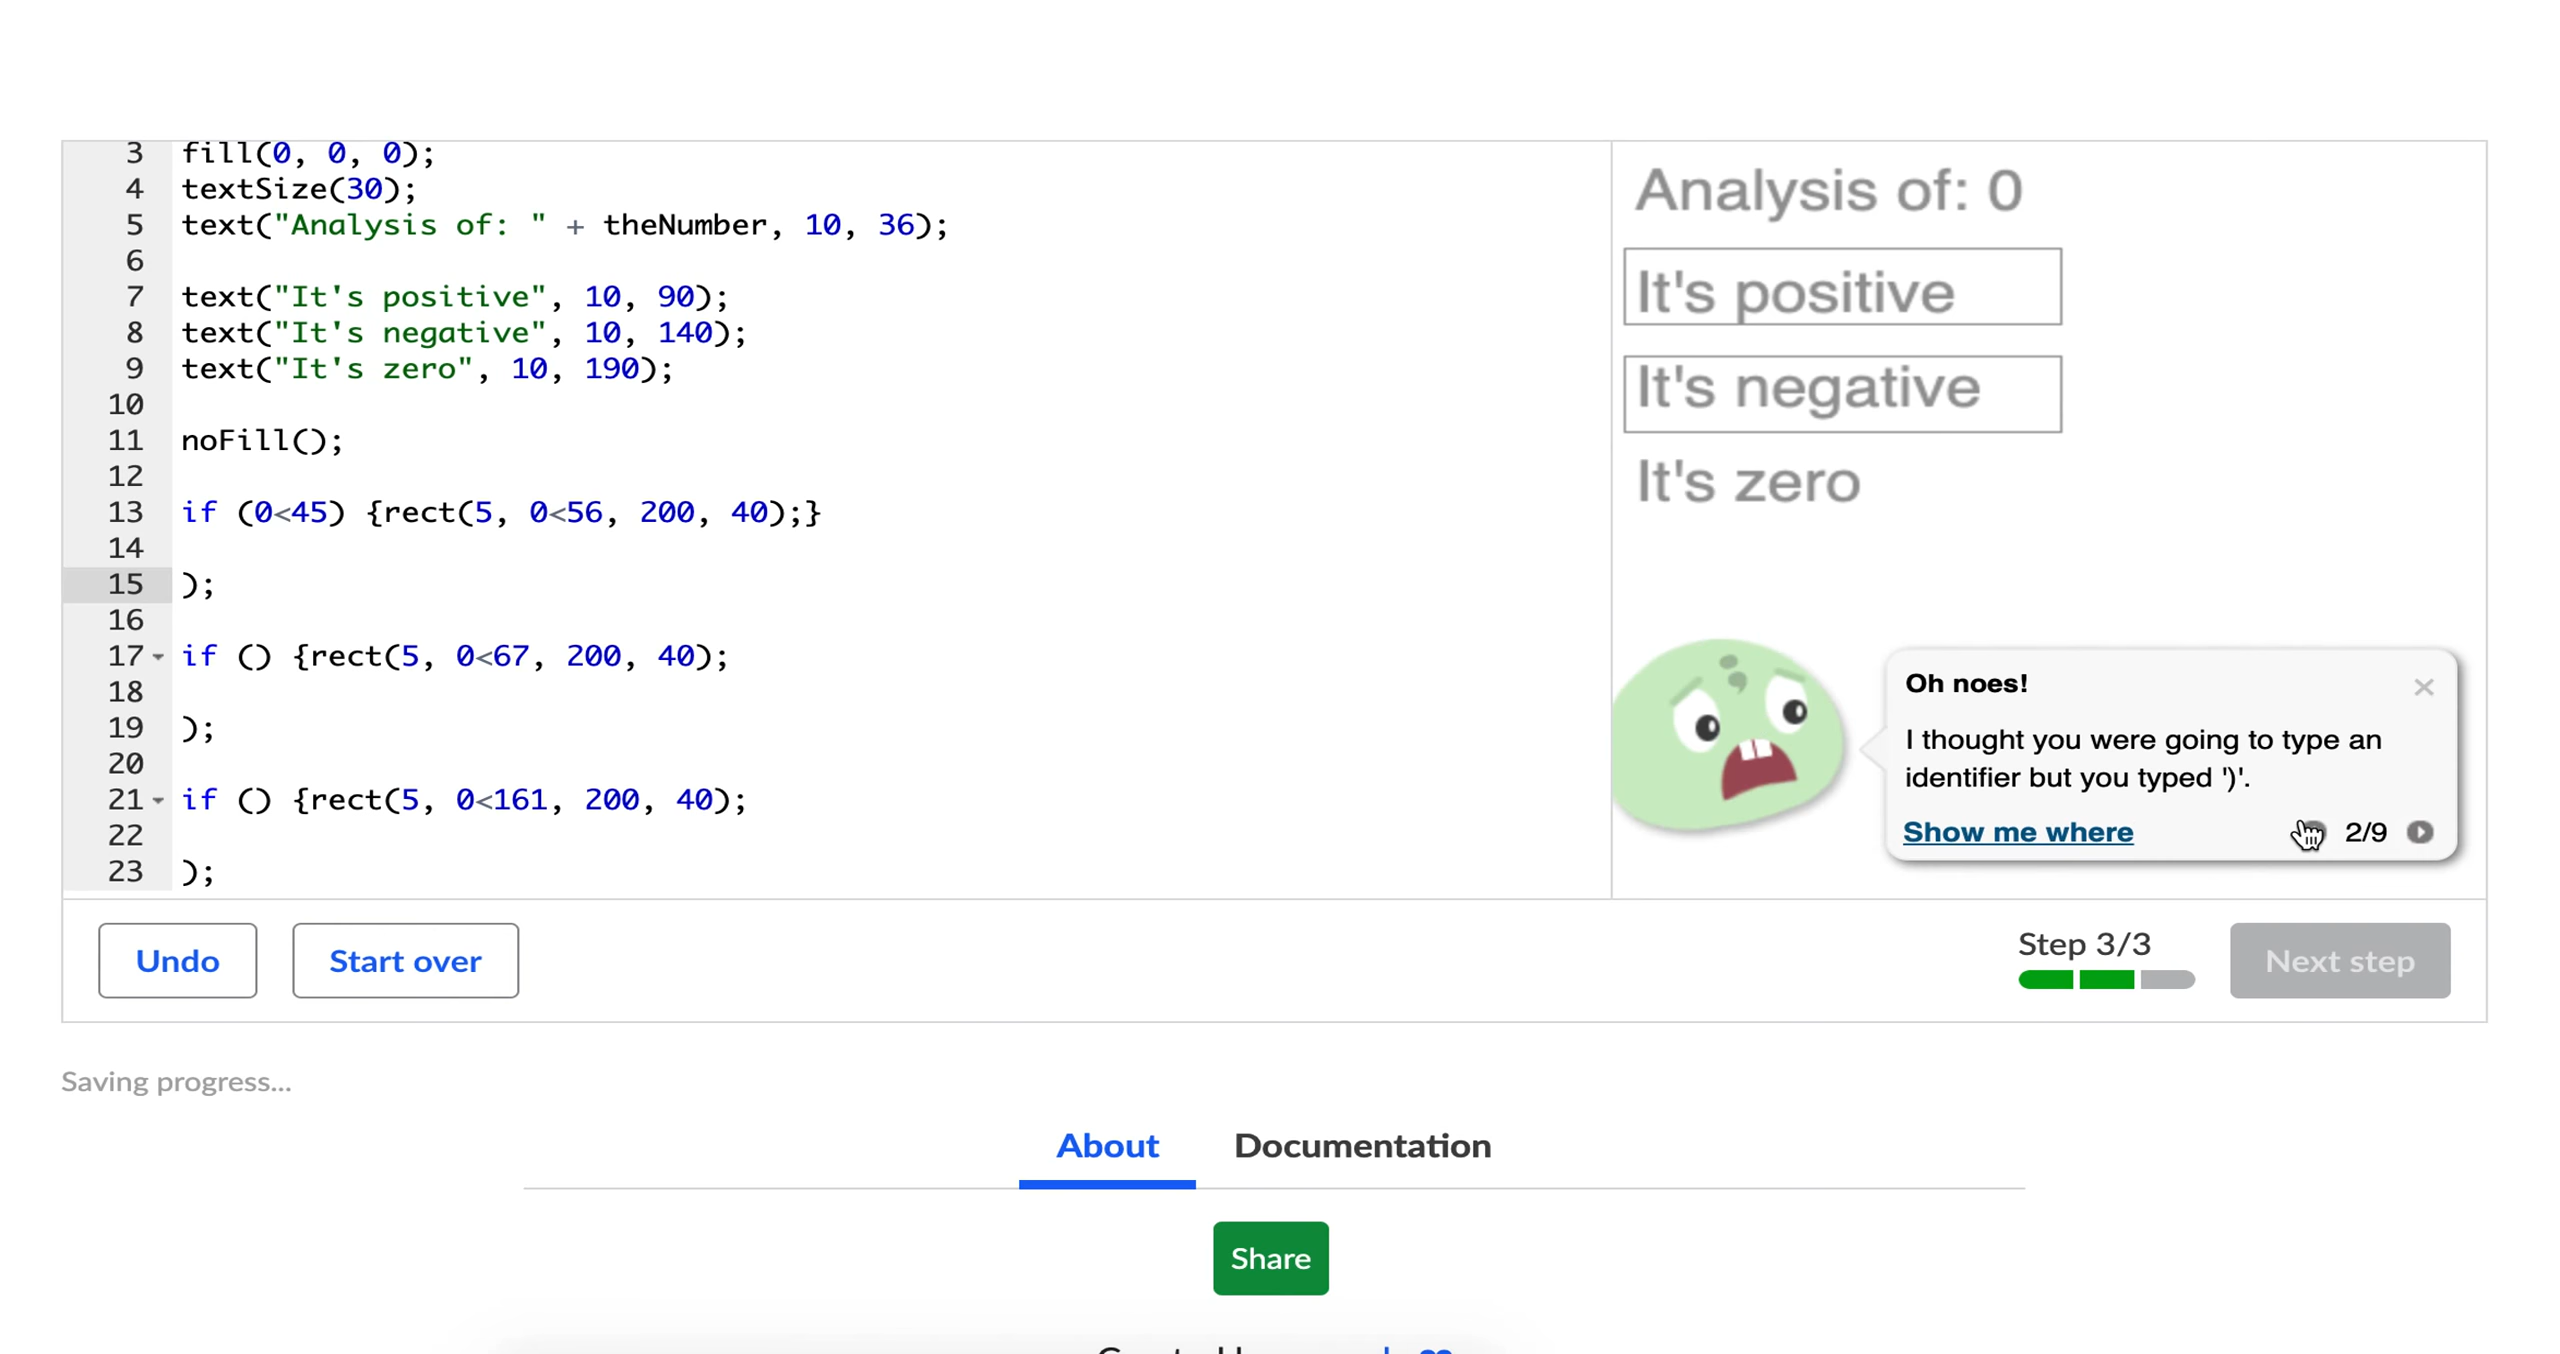 3 fill(0, 0, 0);
4 textSize(30);
5 text("Analysis of: " + theNumber, 10, 36);
6
7 text("It's positive", 10, 90);
8 text("It's negative", 10, 140);
9 text("It's zero", 10, 190);
10
11 noFill();
12
13 if (0<45) {rect(5, 0<56, 200, 40);}
14
15 );
16
17 if () {rect(5, 0<67, 200, 40);
18
19 );
20
21 if () {rect(5, 0<161, 200, 40);
22
23 );
Analysis of: 0
It's positive
It's negative
It's zero
Oh noes!
I thought you were going to type an
identifier but you typed ')'.
Show me where 2/9
Undo Start over
Step 3/3
Next step
Saving progress...
About Documentation
Share